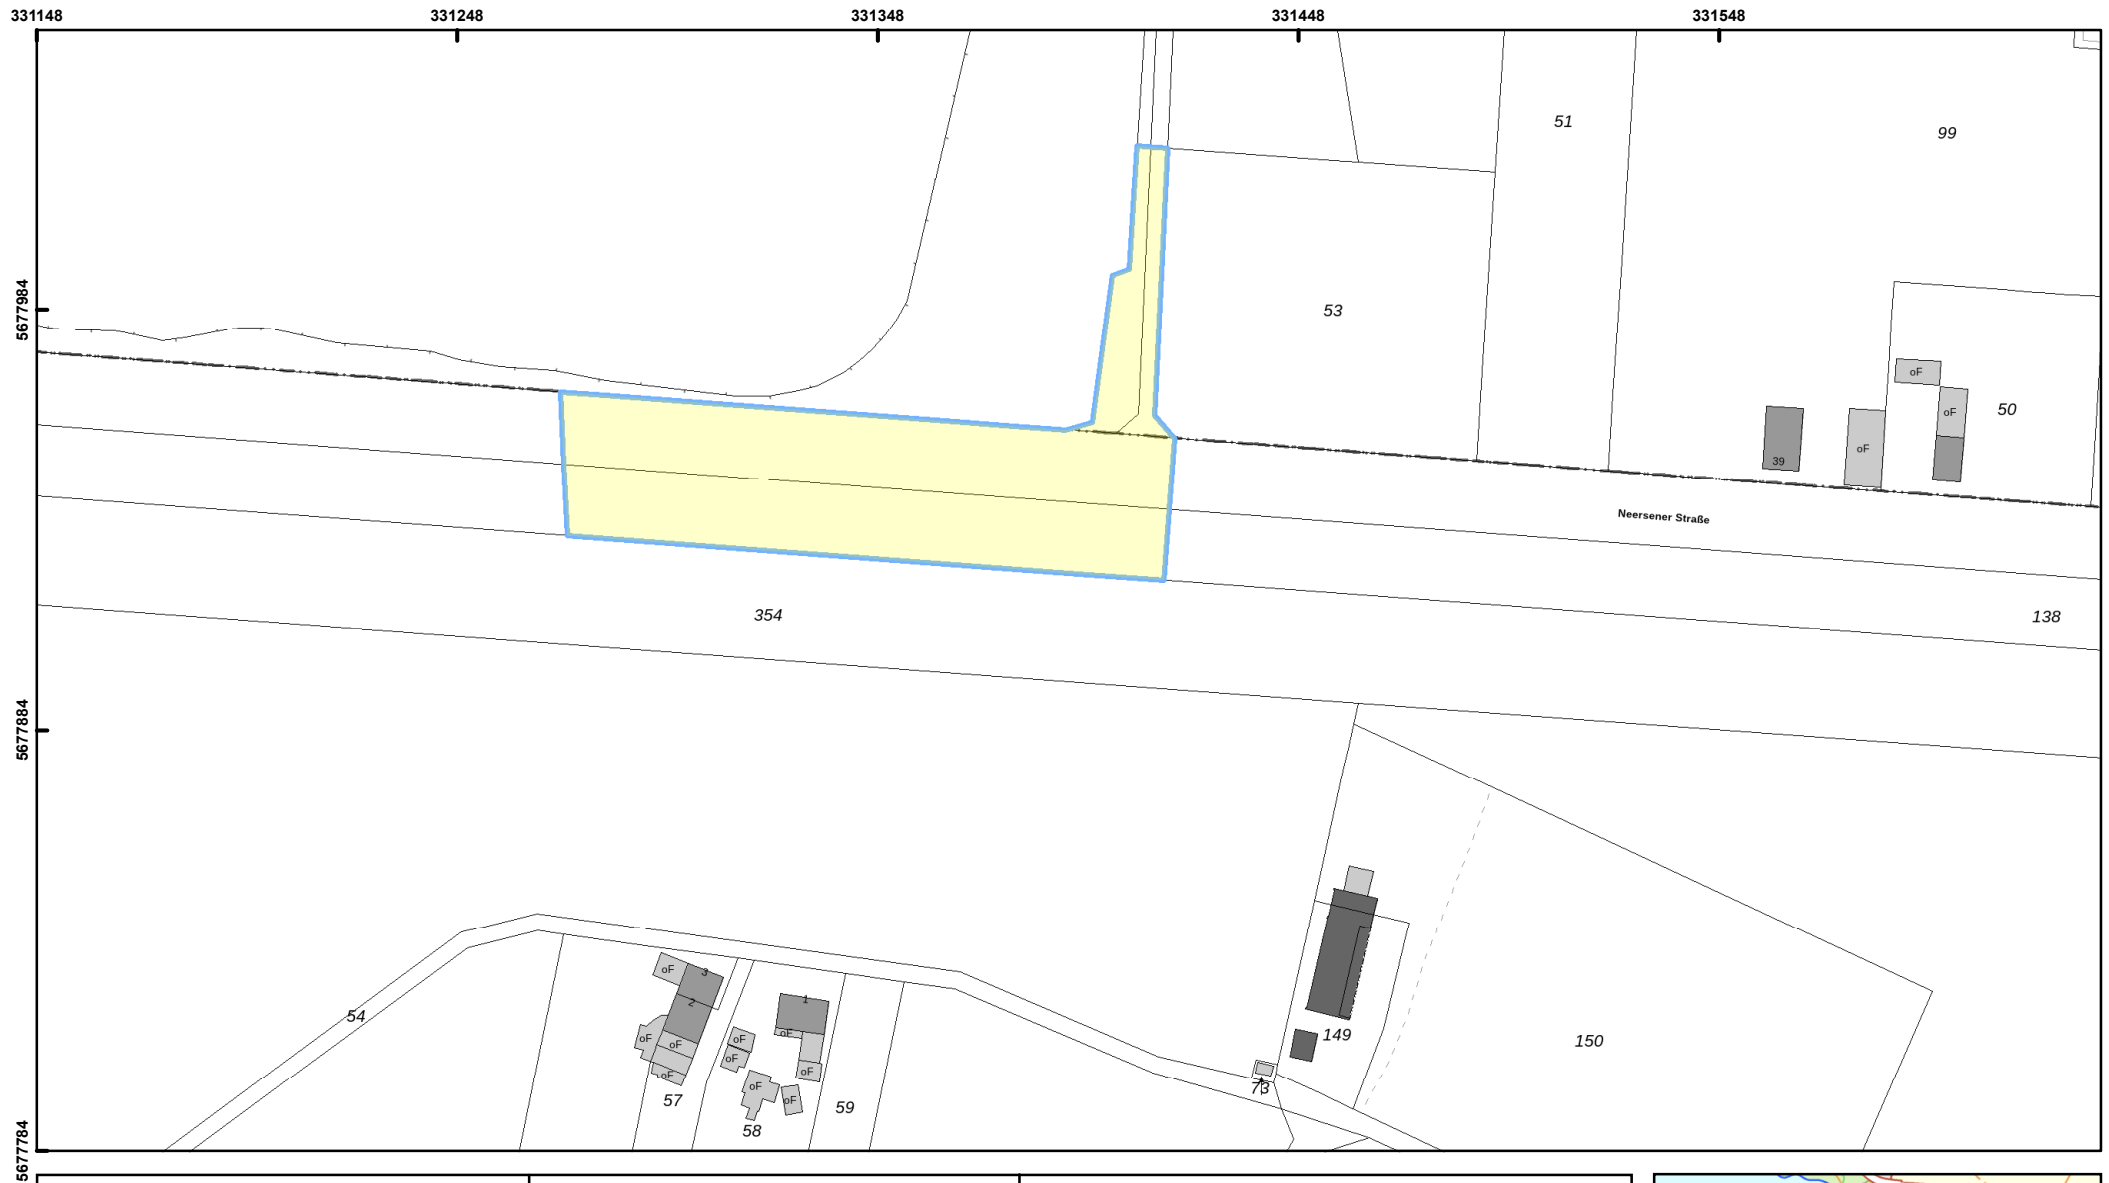 331148 331248 331348 331448 331548
51
99
5677984
53
oF
oF
50
oF
39
Neersener Straße
354
138
5677884
3
oF
2
1
54
oF
oF
oF
oF
149
150
oF
oF
oF
oF
73
oF
57
59
58
5677784